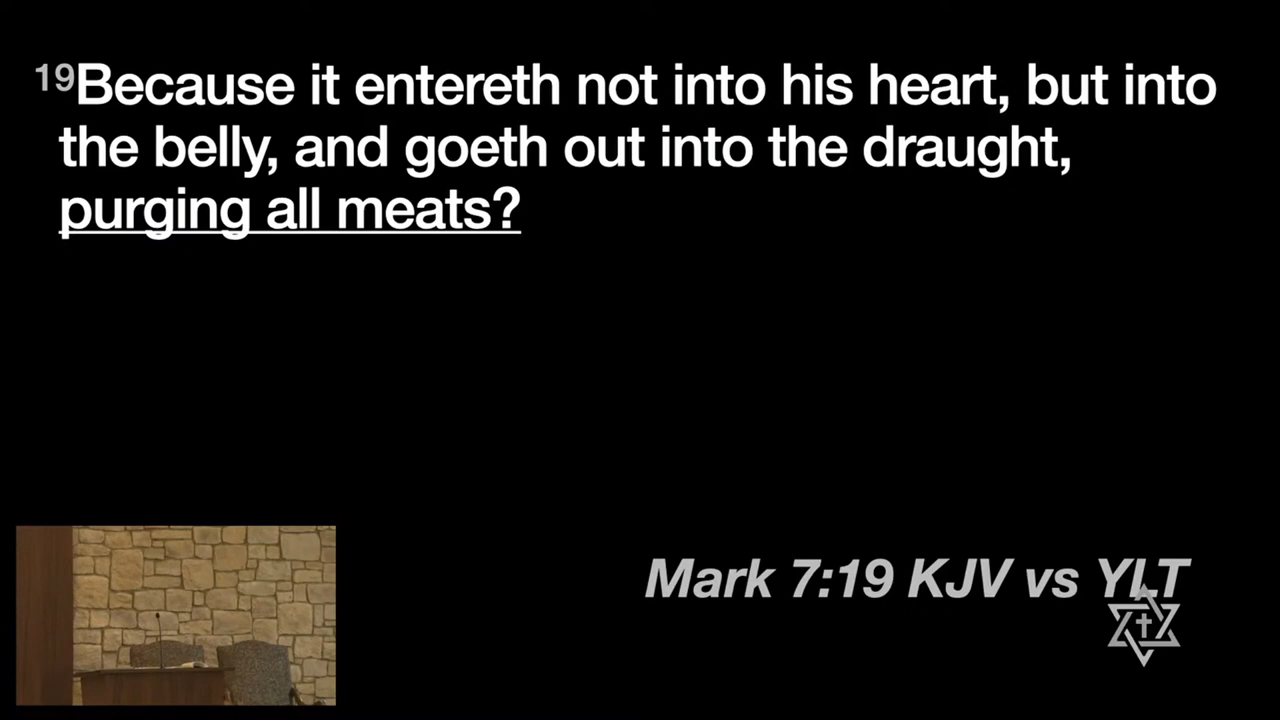 19Because it entereth not into his heart, but into
the belly, and goeth out into the draught,
purging all meats?
Mark 7:19 KJV vs YLT